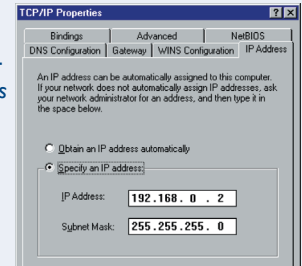 TCP/IP Properties
Bindings Advanced NetBIOS
DNS Configuration Gateway WINS Configuration IP Address
An IP address can be automatically assigned to this computer.
If your network does not automatically assign IP addresses, ask
your network administrator for an address, and then type it in
the space below.
Obtain an IP address automatically
Specify an IP address:
IP Address: 192.168. 0 . 2
Subnet Mask: 255.255.255. 0